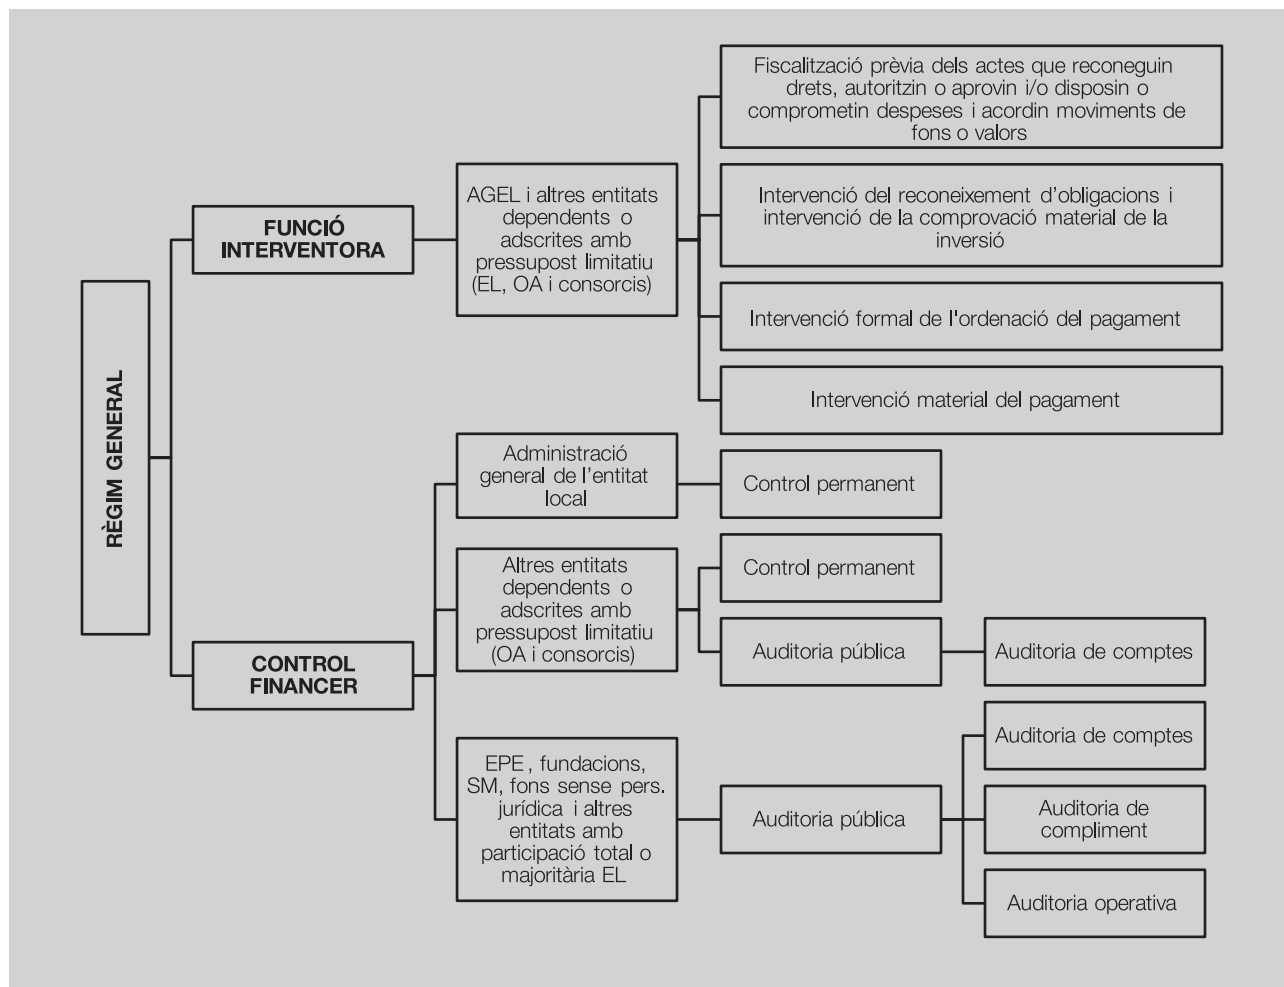 RÈGIM GENERAL
FUNCIÓ
INTERVENTORA
AGEL i altres entitats
dependents o
adscrites amb
pressupost limitatiu
(EL, OA i consorcis)
Fiscalització prèvia dels actes que reconeguin
drets, autoritzin o aprovin i/o disposin o
comprometin despeses i acordin moviments de
fons o valors
Intervenció del reconeixement d'obligacions i
intervenció de la comprovació material de la
inversió
Intervenció formal de l'ordenació del pagament
Intervenció material del pagament
CONTROL
FINANCER
Administració
general de l'entitat
local
Control permanent
Altres entitats
dependents o
adscrites amb
pressupost limitatiu
(OA i consorcis)
Control permanent
Auditoria pública
Auditoria de comptes
EPE , fundacions,
SM, fons sense pers.
jurídica i altres
entitats amb
participació total o
majoritària EL
Auditoria pública
Auditoria de comptes
Auditoria de
compliment
Auditoria operativa